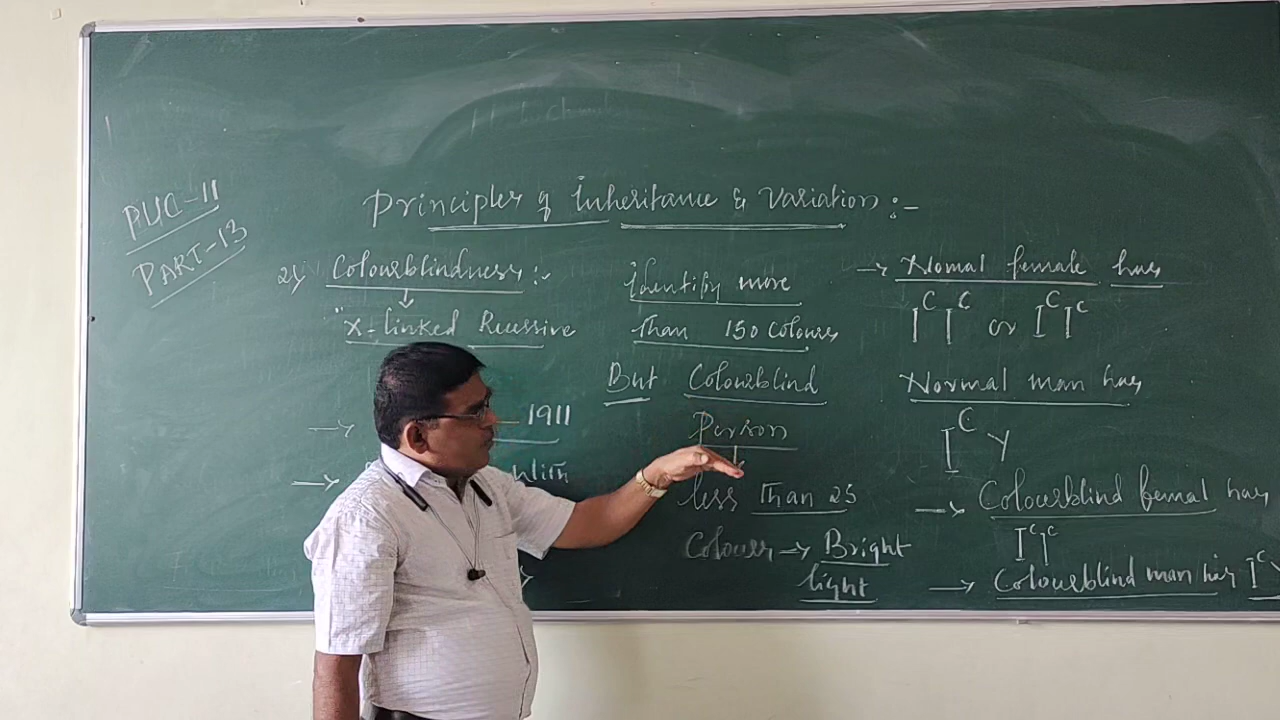 PUC-11
PART-13
Principles of Inheritance & Variation :-
2) Colourblindness :-
"X-linked Recessive
→ 1911
→
identify more
than 150 colours
But Colourblind
Person
↓
less than 25
Colours → Bright
light
→ Normal female has
I^C I^C or I^C I^c
Normal man has
I^C Y
→ Colourblind femal has
I^c I^c
→ Colourblind man has I^c Y